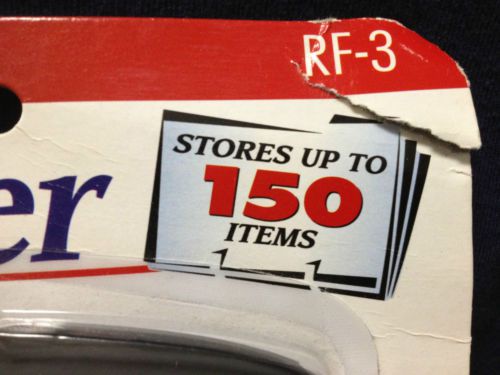 RF-3
STORES UP TO
150
ITEMS
er